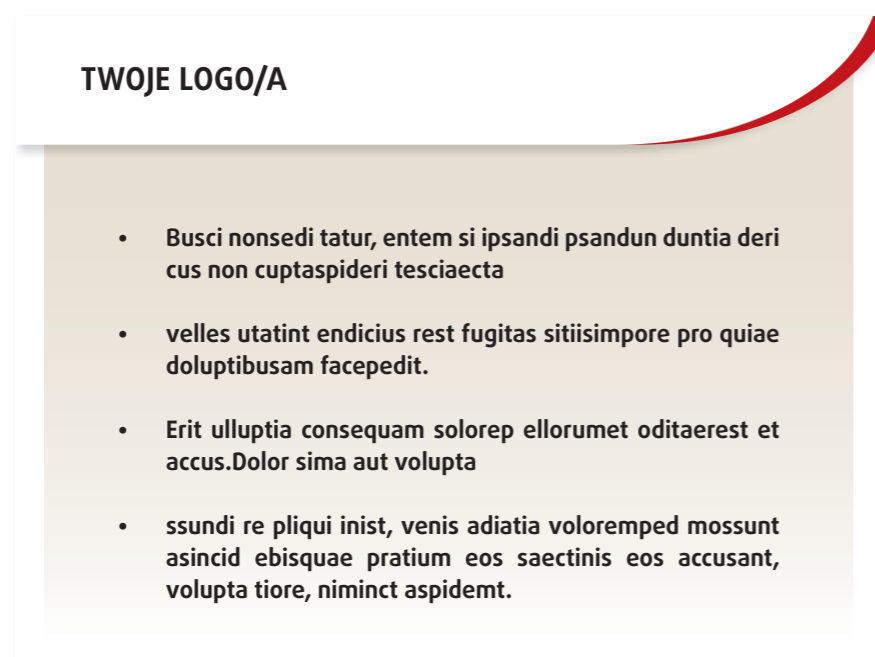 TWOJE LOGO/A
• Busci nonsedi tatur, entem si ipsandi psandun duntia deri
cus non cuptaspideri tesciaecta
• velles utatint endicius rest fugitas sitiisimpore pro quiae
doluptibusam facepedit.
• Erit ulluptia consequam solorep ellorumet oditaerest et
accus.Dolor sima aut volupta
• ssundi re pliqui inist, venis adiatia voloremped mossunt
asincid ebisquae pratium eos saectinis eos accusant,
volupta tiore, niminct aspidemt.